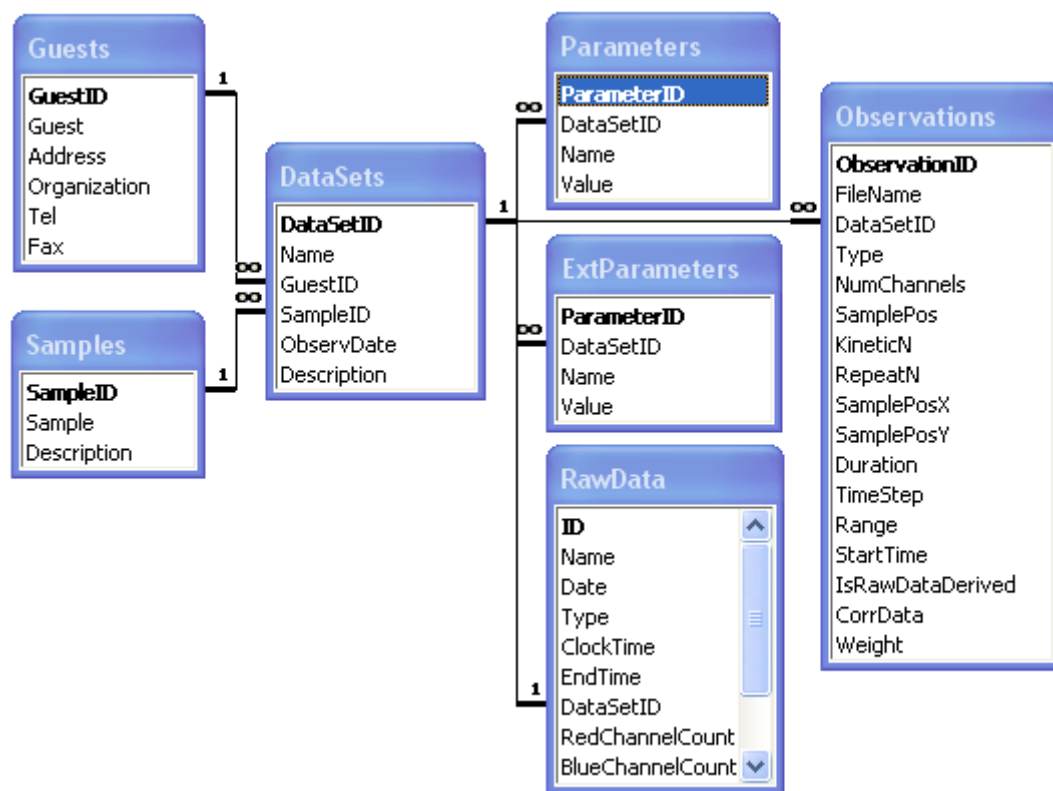 Guests
GuestID
Guest
Address
Organization
Tel
Fax
1
∞
Samples
SampleID
Sample
Description
1
∞
DataSets
DataSetID
Name
GuestID
SampleID
ObservDate
Description
1
Parameters
ParameterID
DataSetID
Name
Value
∞
ExtParameters
ParameterID
DataSetID
Name
Value
∞
RawData
ID
Name
Date
Type
ClockTime
EndTime
DataSetID
RedChannelCount
BlueChannelCount
1
Observations
ObservationID
FileName
DataSetID
Type
NumChannels
SamplePos
KineticN
RepeatN
SamplePosX
SamplePosY
Duration
TimeStep
Range
StartTime
IsRawDataDerived
CorrData
Weight
∞